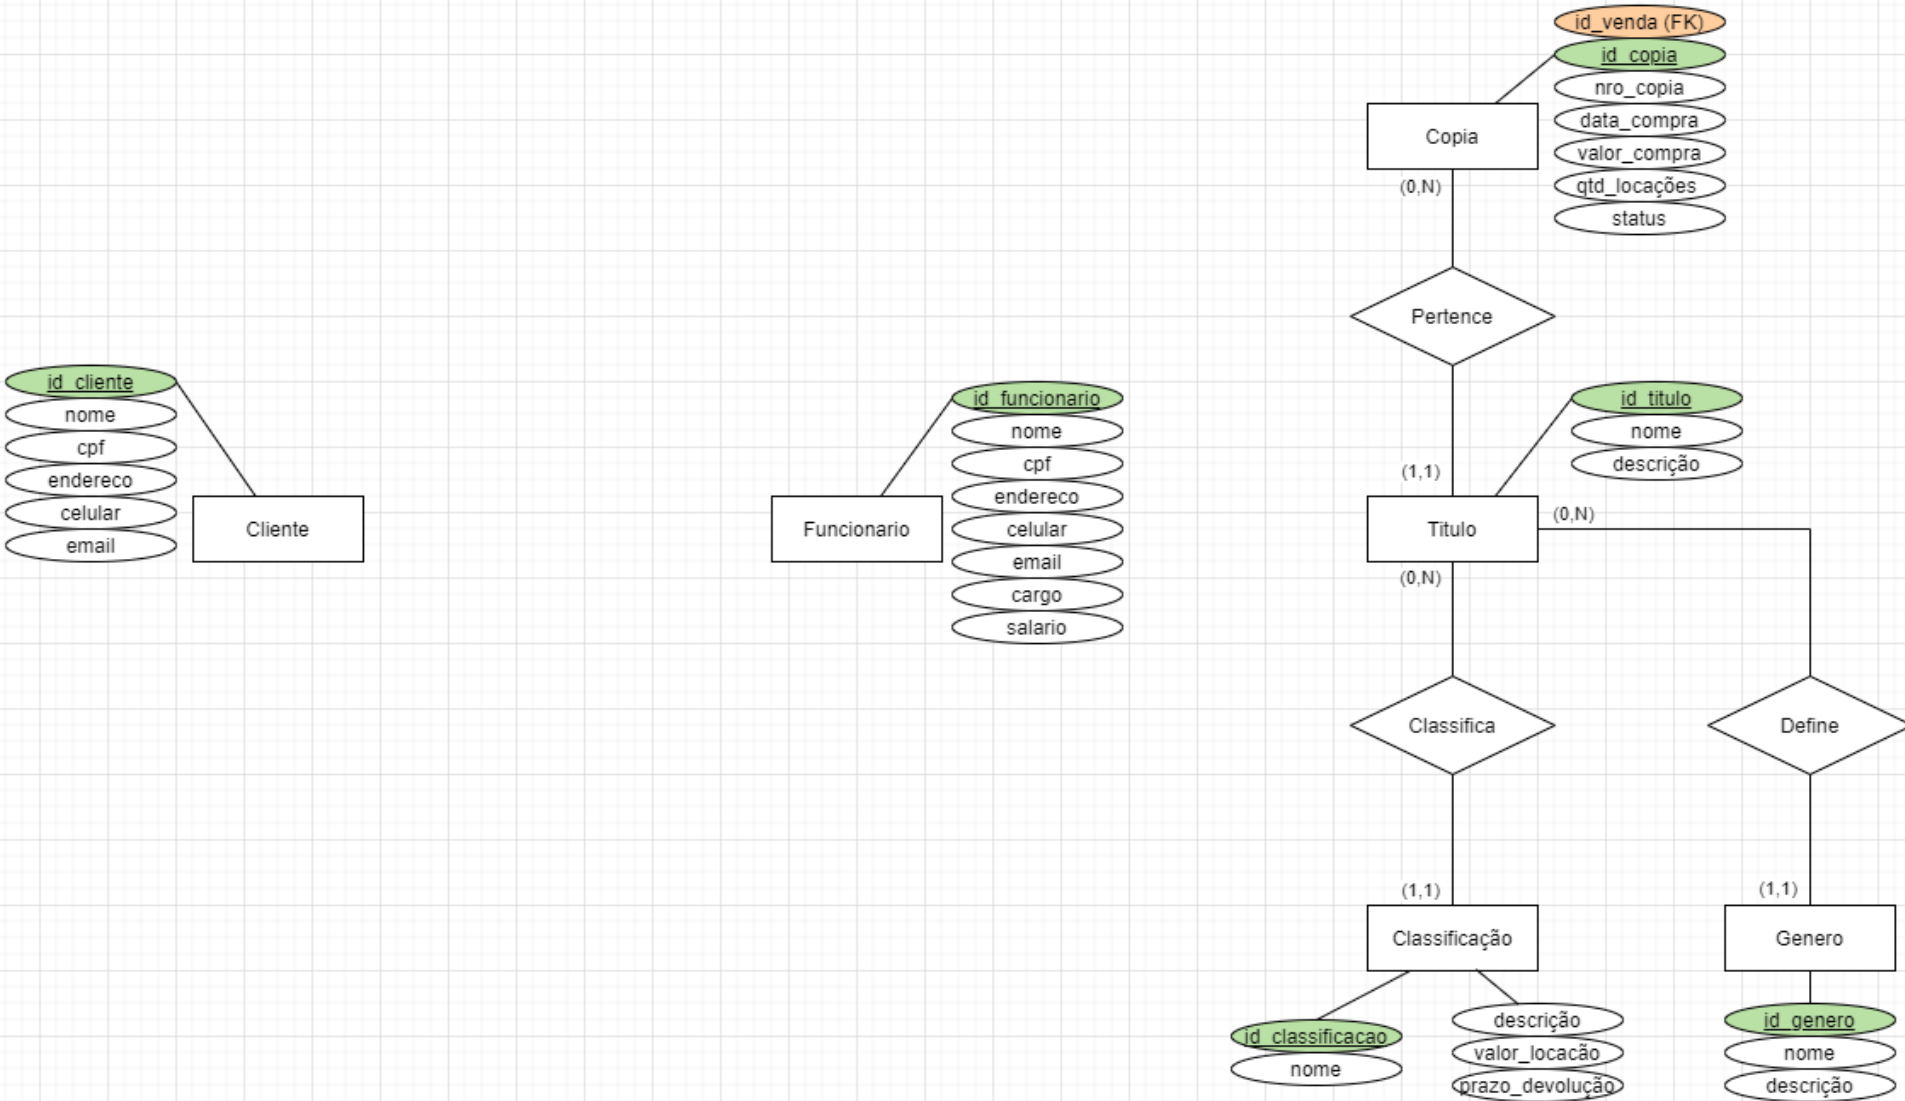 id_venda (FK)
id_copia
nro_copia
data_compra
valor_compra
qtd_locações
status
Copia
(0,N)
Pertence
id_cliente
nome
cpf
endereco
celular
email
Cliente
id_funcionario
nome
cpf
endereco
celular
email
cargo
salario
Funcionario
id_titulo
nome
descrição
(1,1)
Titulo
(0,N)
(0,N)
Classifica
Define
(1,1)
(1,1)
Classificação
Genero
id_classificacao
nome
descrição
valor_locacão
prazo_devolução
id_genero
nome
descrição